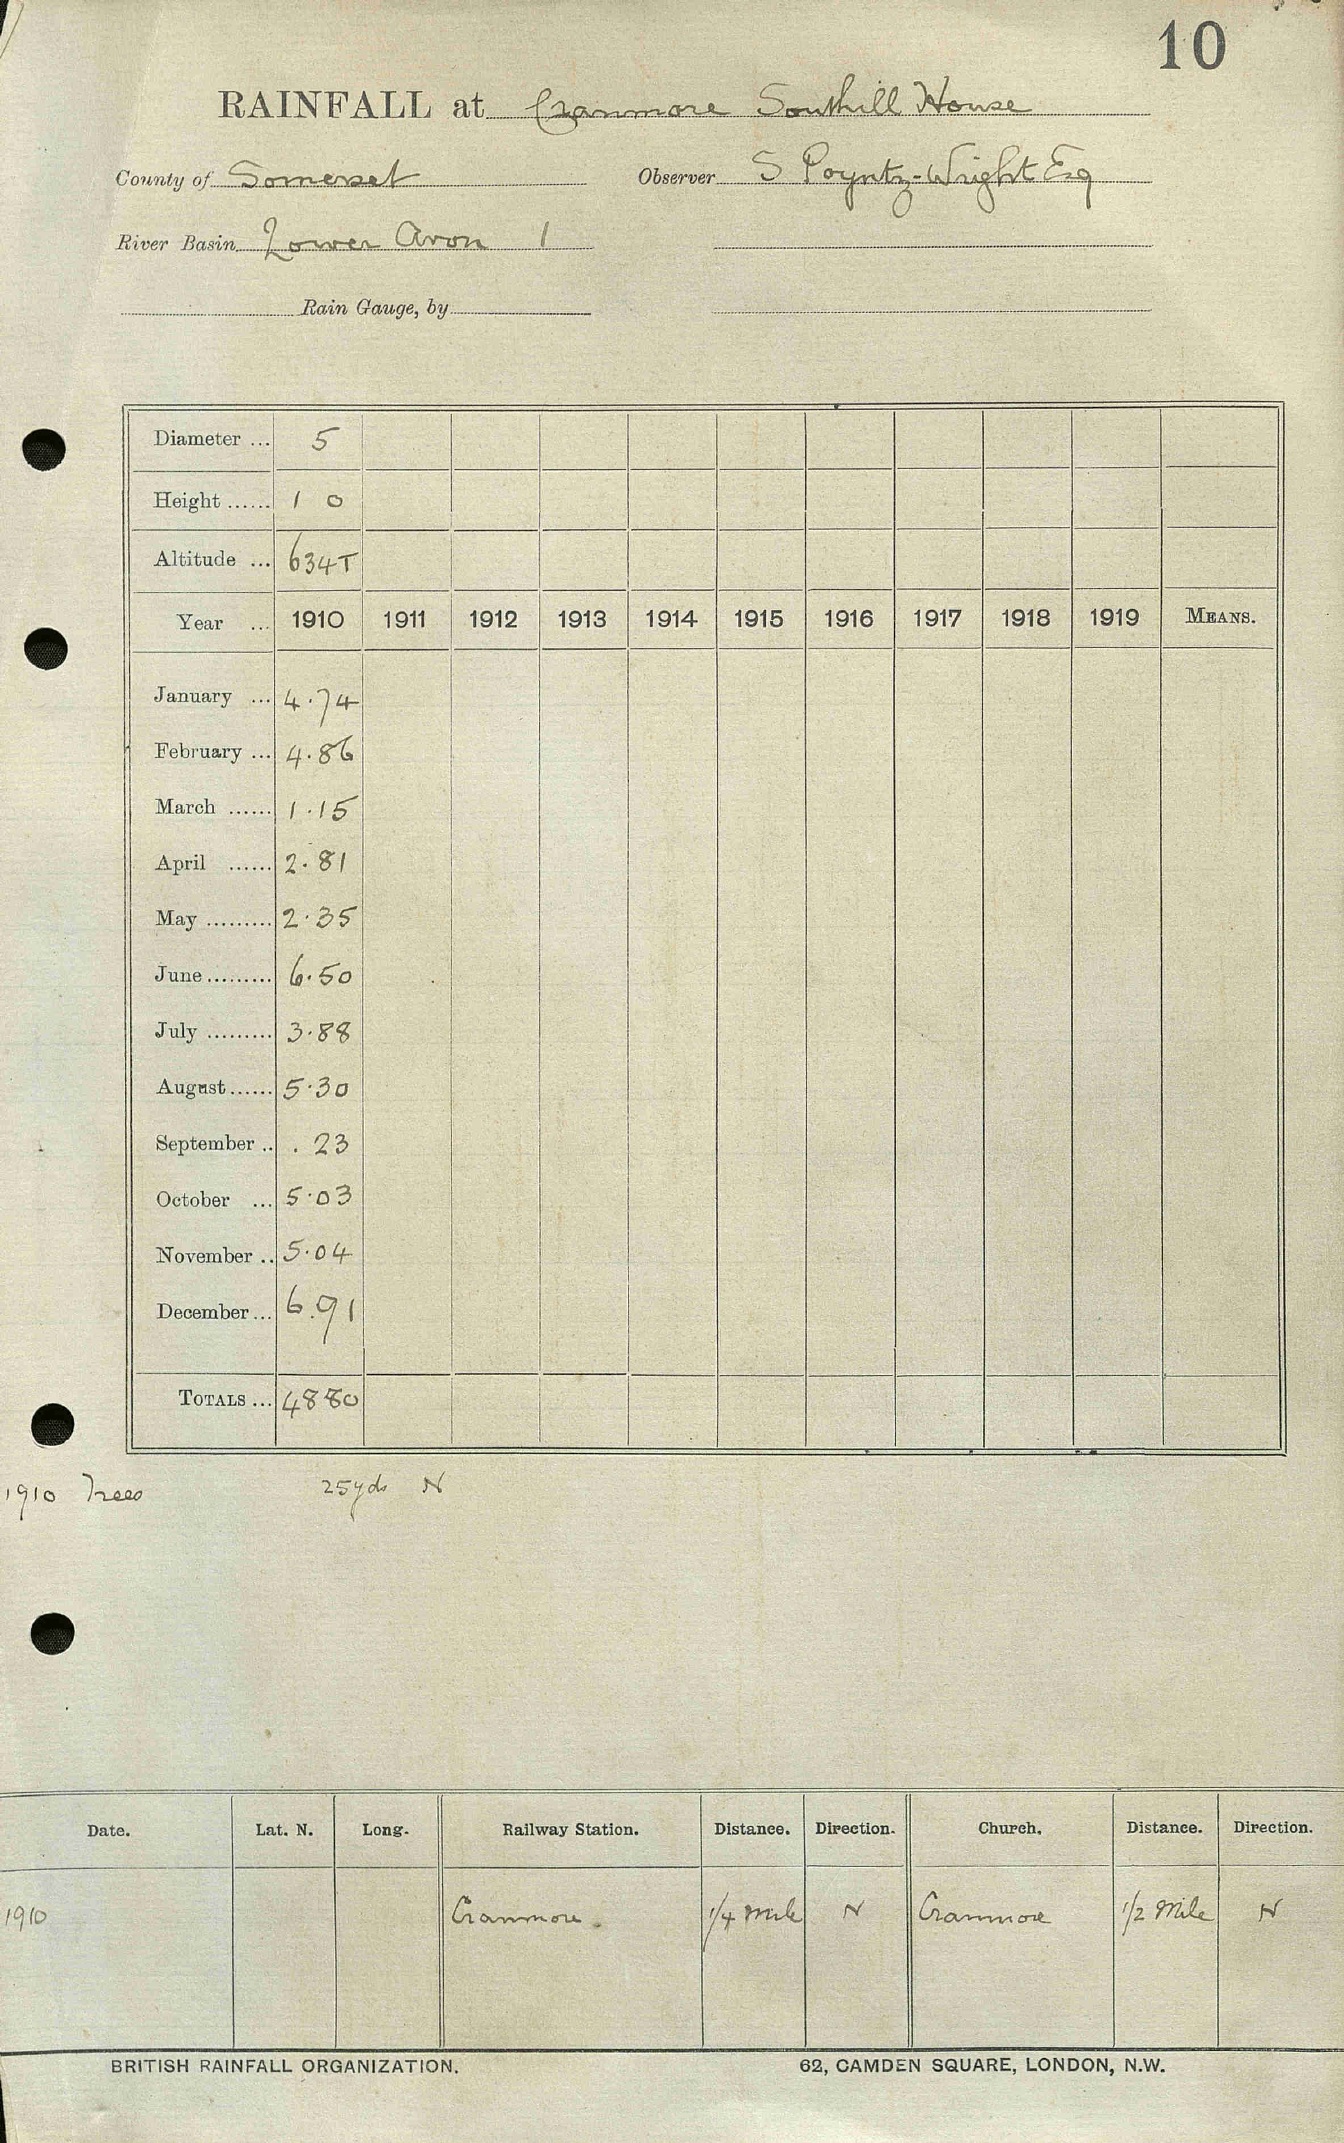 10
RAINFALL at Cranmore Southill House
County of Somerset Observer S Poyntz-Wright Esq
River Basin Lower Avon 1
Rain Gauge, by
Diameter ... 5
Height ...... 1 0
Altitude ... 634T
Year ... 1910 1911 1912 1913 1914 1915 1916 1917 1918 1919 MEANS.
January ... 4.74
February ... 4.86
March ...... 1.15
April ...... 2.81
May ......... 2.35
June ......... 6.50
July ......... 3.88
August ...... 5.30
September .. .23
October ... 5.03
November .. 5.04
December ... 6.91
TOTALS ... 4880
1910 Trees 25yds N
Date. Lat. N. Long. Railway Station. Distance. Direction. Church. Distance. Direction.
1910 Cranmore. 1/4 Mile N Cranmore 1/2 Mile N
BRITISH RAINFALL ORGANIZATION. 62, CAMDEN SQUARE, LONDON, N.W.